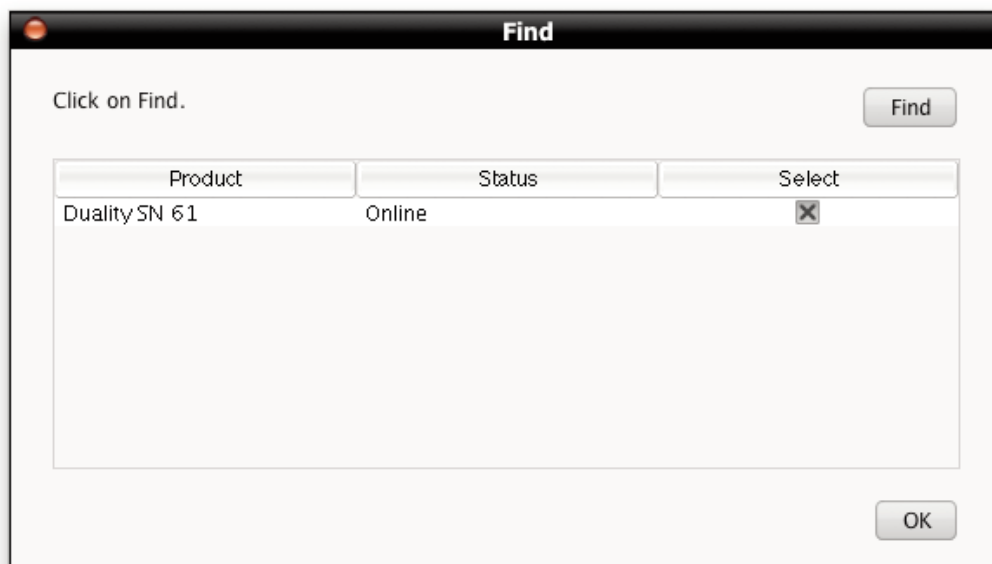 Find
Click on Find.
Find
Product Status Select
Duality SN 61 Online
OK